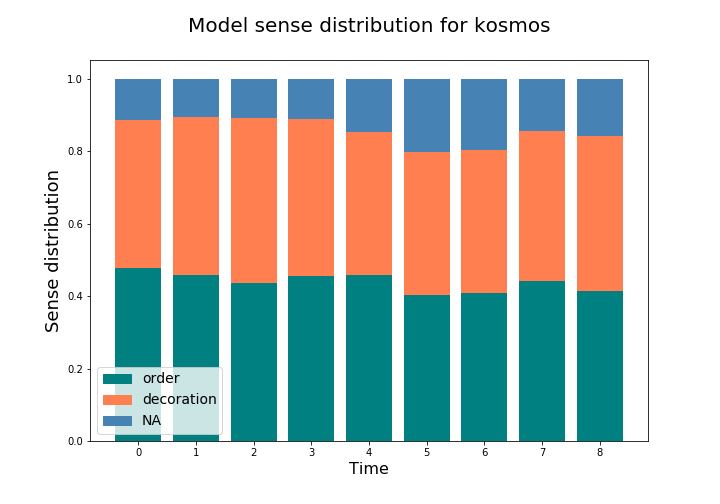 Model sense distribution for kosmos
Sense distribution
1.0
0.8
0.6
0.4
0.2
0.0
order
decoration
NA
0 1 2 3 4 5 6 7 8
Time